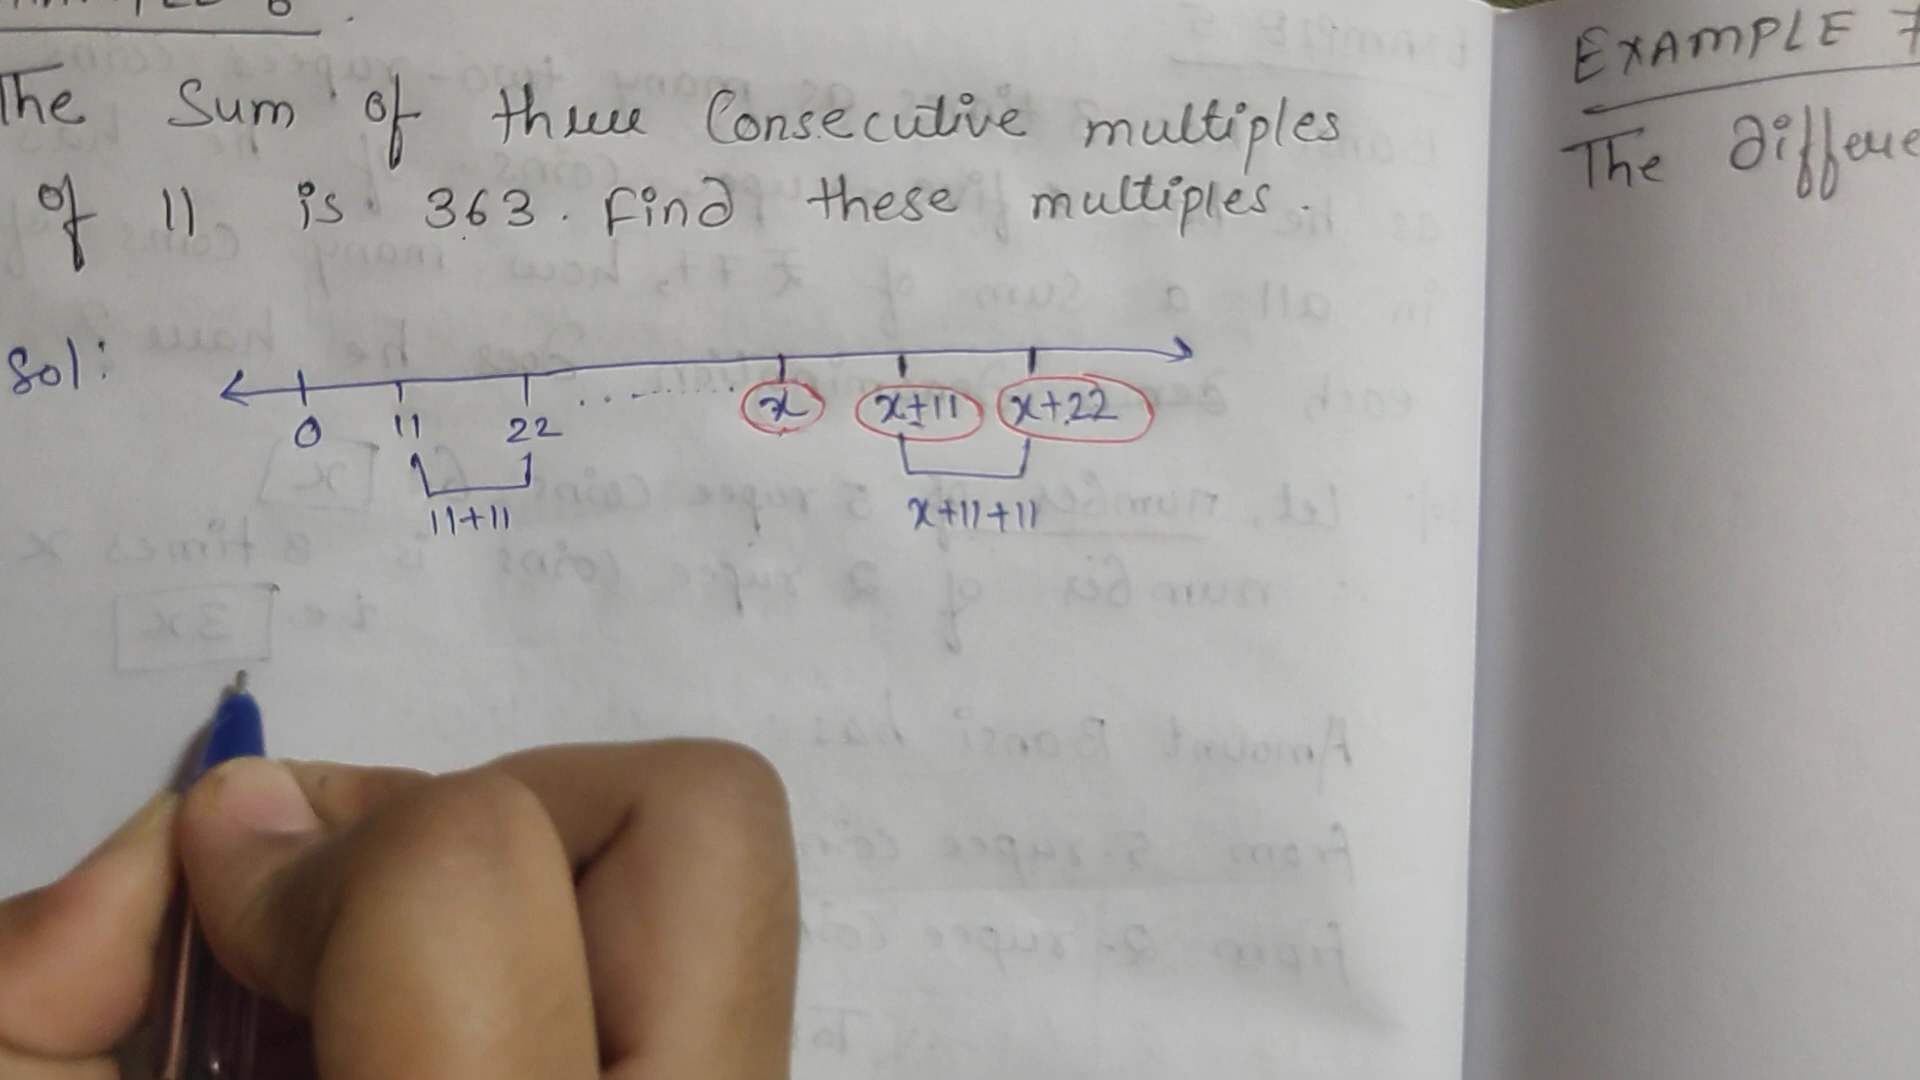 The Sum of three Consecutive multiples
of 11 is 363. Find these multiples.
Sol:
0 11 22 ........ x x+11 x+22
11+11 x+11+11
EXAMPLE 7
The